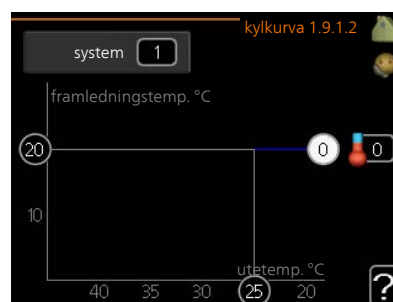 kylkurva 1.9.1.2
system 1
framledningstemp. °C
20 0 0
10
utetemp. °C
40 35 30 25 20
?